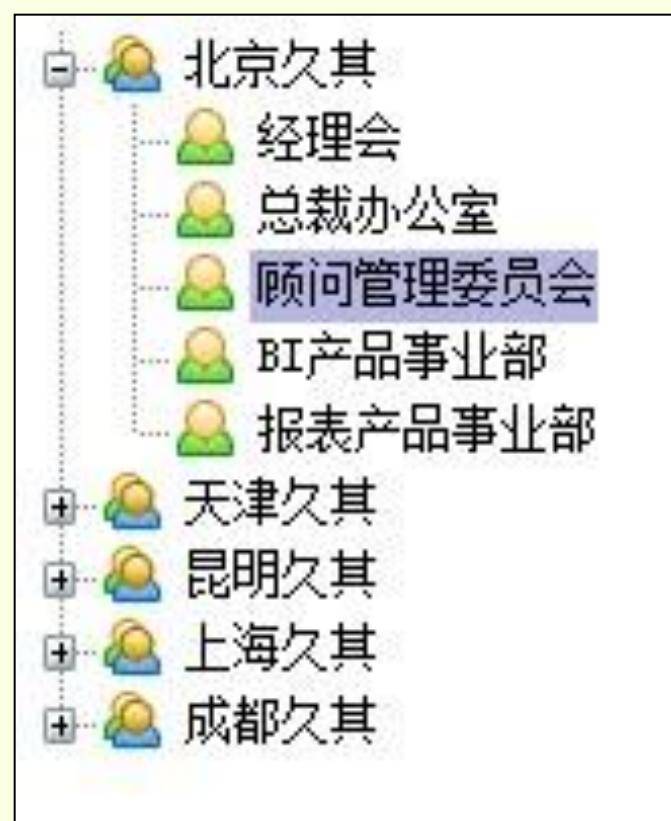 北京久其
经理会
总裁办公室
顾问管理委员会
BI产品事业部
报表产品事业部
天津久其
昆明久其
上海久其
成都久其